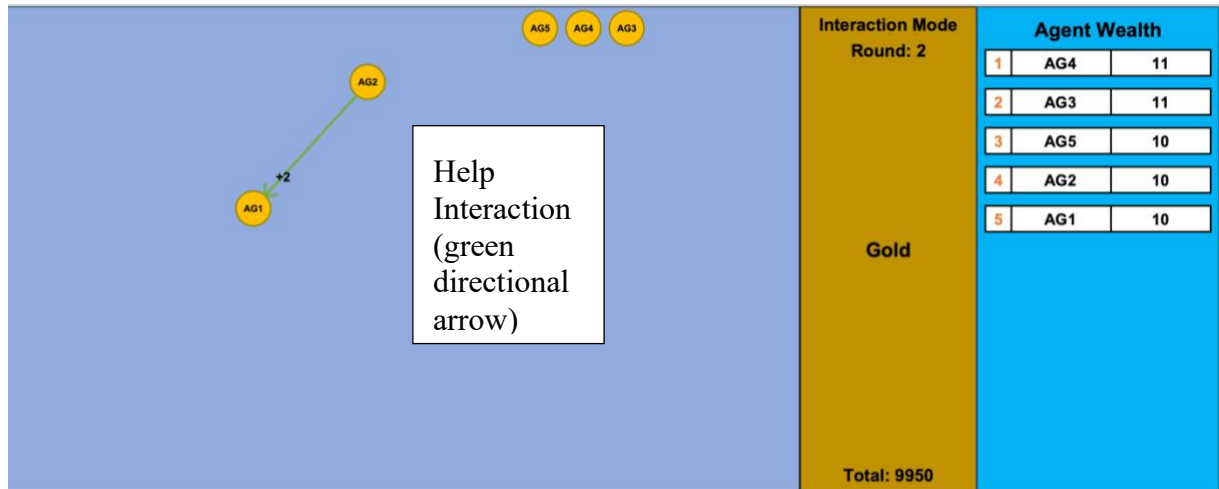 AG5 AG4 AG3
AG2
+2
AG1
Help
Interaction
(green
directional
arrow)
Interaction Mode
Round: 2
Gold
Total: 9950
Agent Wealth
1 AG4 11
2 AG3 11
3 AG5 10
4 AG2 10
5 AG1 10